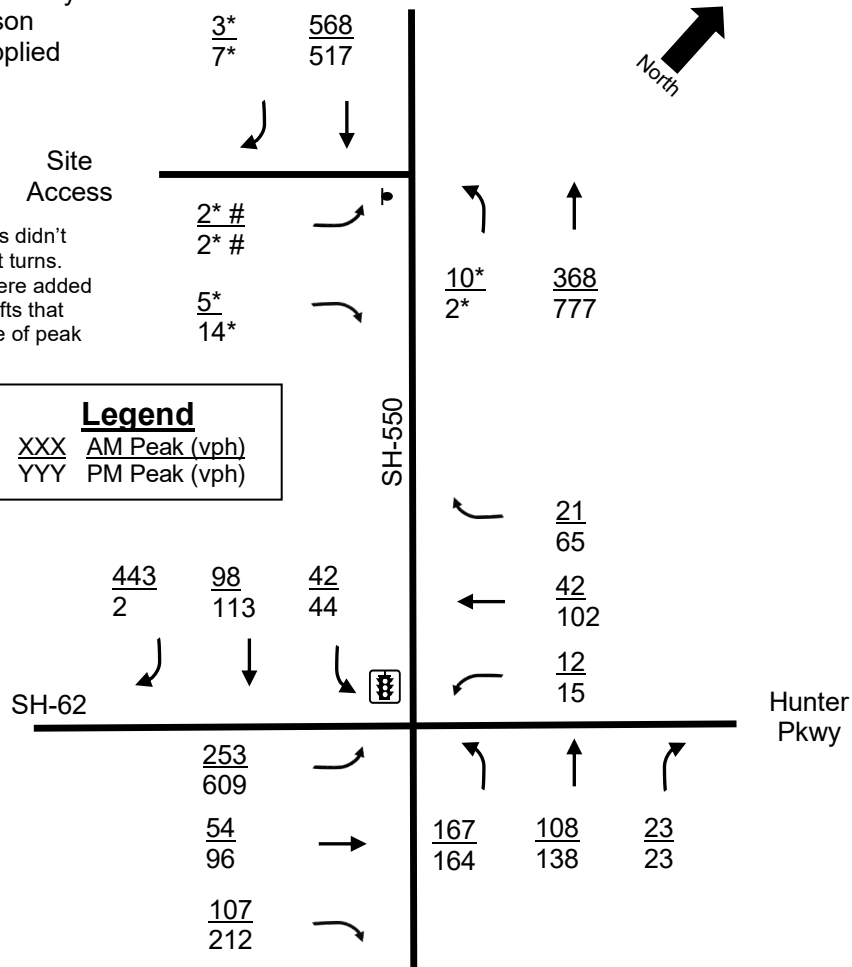 son
3* 568
pplied
7* 517
North
Site
Access
2* #
2* #
s didn't
t turns.
ere added
fts that
e of peak
5*
14*
10* 368
2* 777
Legend
XXX AM Peak (vph)
YYY PM Peak (vph)
SH-550
21
65
443 98 42
2 113 44
42
102
12
15
SH-62
Hunter
Pkwy
253
609
54
96
167 108 23
164 138 23
107
212